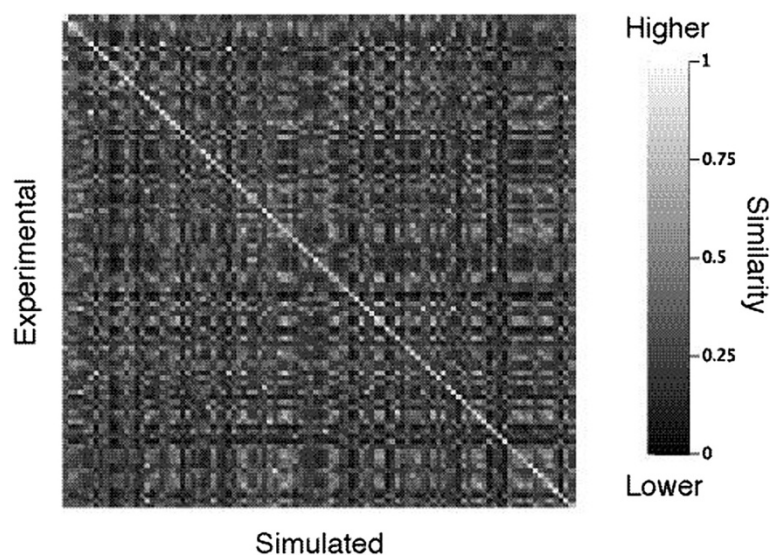 Higher
1
0.75
0.5
0.25
0
Similarity
Lower
Experimental
Simulated